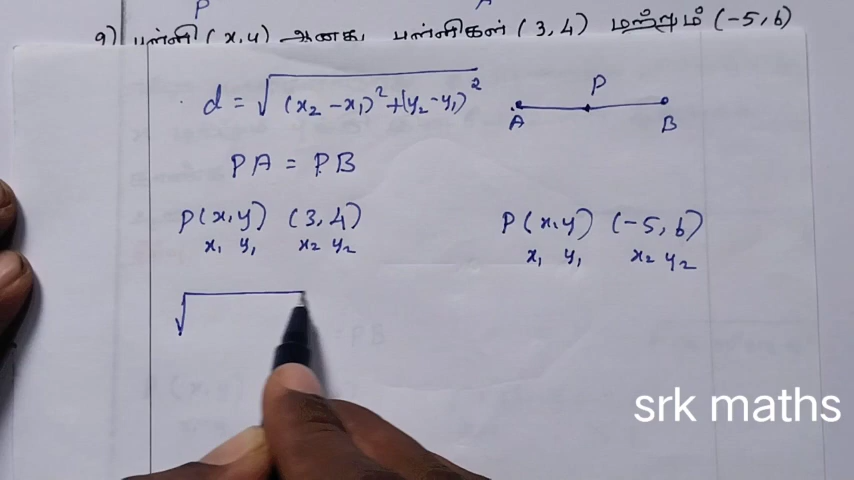 P A
9) புள்ளி (x,y) ஆனது புள்ளிகள் (3,4) மற்றும் (-5,6)
d = √(x₂ - x₁)² + (y₂ - y₁)²
P
A B
PA = PB
P(x,y) (3,4) P(x,y) (-5,6)
x₁ y₁ x₂ y₂ x₁ y₁ x₂ y₂
√
srk maths